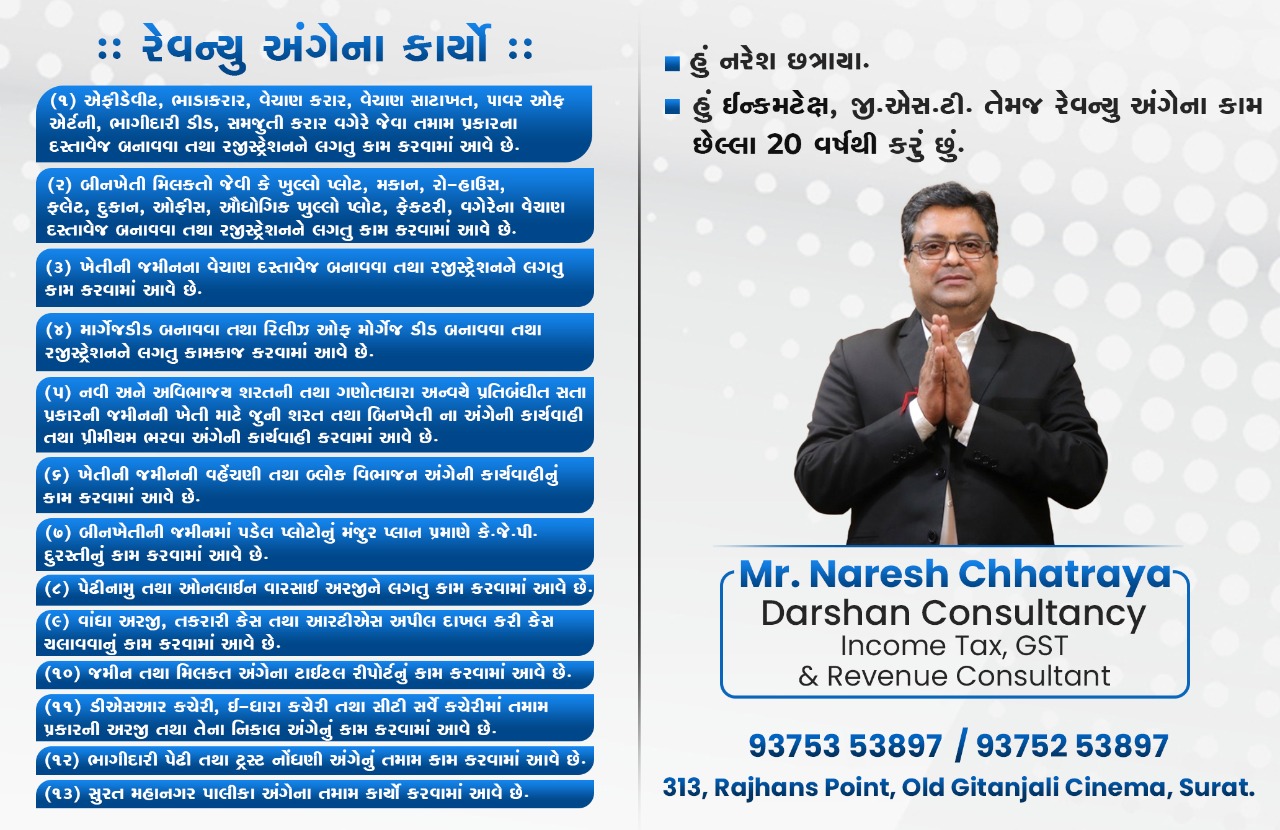 :: રેવન્યુ અંગેના કાર્યો ::
(૧) એફીડેવીટ, ભાડાકરાર, વેચાણ કરાર, વેચાણ સાટાખત, પાવર ઓફ
એર્ટની, ભાગીદારી ડીડ, સમજુતી કરાર વગેરે જેવા તમામ પ્રકારના
દસ્તાવેજ બનાવવા તથા રજીસ્ટ્રેશનને લગતુ કામ કરવામાં આવે છે.
(૨) બીનખેતી મિલકતો જેવી કે ખુલ્લો પ્લોટ, મકાન, રો-હાઉસ,
ફલેટ, દુકાન, ઓફીસ, ઔધોગિક ખુલ્લો પ્લોટ, ફેકટરી, વગેરેના વેચાણ
દસ્તાવેજ બનાવવા તથા રજીસ્ટ્રેશનને લગતુ કામ કરવામાં આવે છે.
(૩) ખેતીની જમીનના વેચાણ દસ્તાવેજ બનાવવા તથા રજીસ્ટ્રેશનને લગતુ
કામ કરવામાં આવે છે.
(૪) માર્ગેજડીડ બનાવવા તથા રિલીઝ ઓફ મોર્ગેજ ડીડ બનાવવા તથા
રજીસ્ટ્રેશનને લગતુ કામકાજ કરવામાં આવે છે.
(૫) નવી અને અવિભાજય શરતની તથા ગણોતધારા અન્વયે પ્રતિબંધીત સતા
પ્રકારની જમીનની ખેતી માટે જુની શરત તથા બિનખેતી ના અંગેની કાર્યવાહી
તથા પ્રીમીયમ ભરવા અંગેની કાર્યવાહી કરવામાં આવે છે.
(૬) ખેતીની જમીનની વહેંચણી તથા બ્લોક વિભાજન અંગેની કાર્યવાહીનું
કામ કરવામાં આવે છે.
(૭) બીનખેતીની જમીનમાં પડેલ પ્લોટોનું મંજુર પ્લાન પ્રમાણે કે.જે.પી.
દુરસ્તીનું કામ કરવામાં આવે છે.
(૮) પેઢીનામુ તથા ઓનલાઈન વારસાઈ અરજીને લગતુ કામ કરવામાં આવે છે.
(૯) વાંધા અરજી, તકરારી કેસ તથા આરટીએસ અપીલ દાખલ કરી કેસ
ચલાવવાનું કામ કરવામાં આવે છે.
(૧૦) જમીન તથા મિલકત અંગેના ટાઈટલ રીપોર્ટનું કામ કરવામાં આવે છે.
(૧૧) ડીએસઆર કચેરી, ઈ-ધારા કચેરી તથા સીટી સર્વે કચેરીમાં તમામ
પ્રકારની અરજી તથા તેના નિકાલ અંગેનું કામ કરવામાં આવે છે.
(૧૨) ભાગીદારી પેઢી તથા ટ્રસ્ટ નોંધણી અંગેનું તમામ કામ કરવામાં આવે છે.
(૧૩) સુરત મહાનગર પાલીકા અંગેના તમામ કાર્યો કરવામાં આવે છે.
હું નરેશ છત્રાયા.
હું ઈન્કમટેક્ષ, જી.એસ.ટી. તેમજ રેવન્યુ અંગેના કામ
છેલ્લા 20 વર્ષથી કરું છું.
Mr. Naresh Chhatraya
Darshan Consultancy
Income Tax, GST
& Revenue Consultant
93753 53897 / 93752 53897
313, Rajhans Point, Old Gitanjali Cinema, Surat.